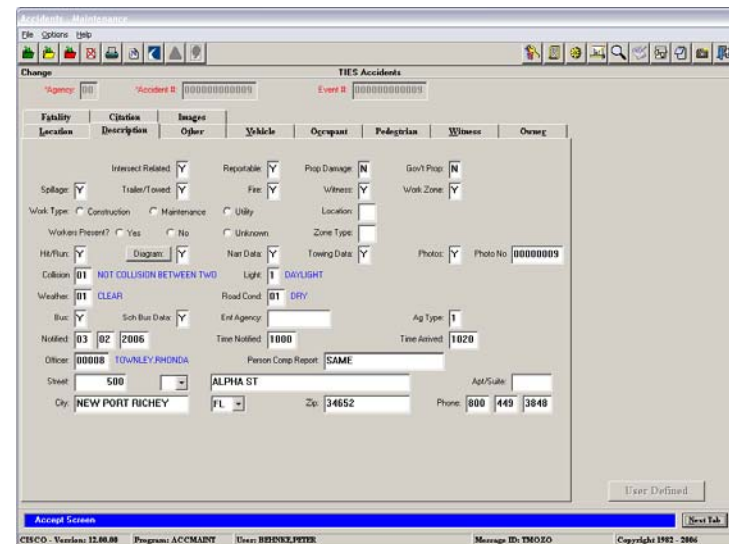 Accidents - Maintenance
File Options Help
Change TIES Accidents
*Agency: 00 *Accident #: 000000000009 Event #: 000000000009
Fatality Citation Images
Location Description Other Vehicle Occupant Pedestrian Witness Owner
Intersect Related: Y Reportable: Y Prop Damage: N Gov't Prop: N
Spillage: Y Trailer/Towed: Y Fire: Y Witness: Y Work Zone: Y
Work Type: Construction Maintenance Utility Location:
Workers Present? Yes No Unknown Zone Type:
Hit/Run: Y Diagram: Y Narr Data: Y Towing Data: Y Photos: Y Photo No: 00000009
Collision: 01 NOT COLLISION BETWEEN TWO Light: 1 DAYLIGHT
Weather: 01 CLEAR Road Cond: 01 DRY
Bus: Y Sch Bus Data: Y Enf Agency: Ag Type: 1
Notified: 03 02 2006 Time Notified: 1000 Time Arrived: 1020
Officer: 00008 TOWNLEY,RHONDA Person Comp Report: SAME
Street: 500 ALPHA ST Apt/Suite:
City: NEW PORT RICHEY FL Zip: 34652 Phone: 800 449 3848
User Defined
Accept Screen Next Tab
CISCO - Version: 12.00.00 Program: ACCMAINT User: BEHNKE,PETER Message ID: TMOZO Copyright 1982 - 2006